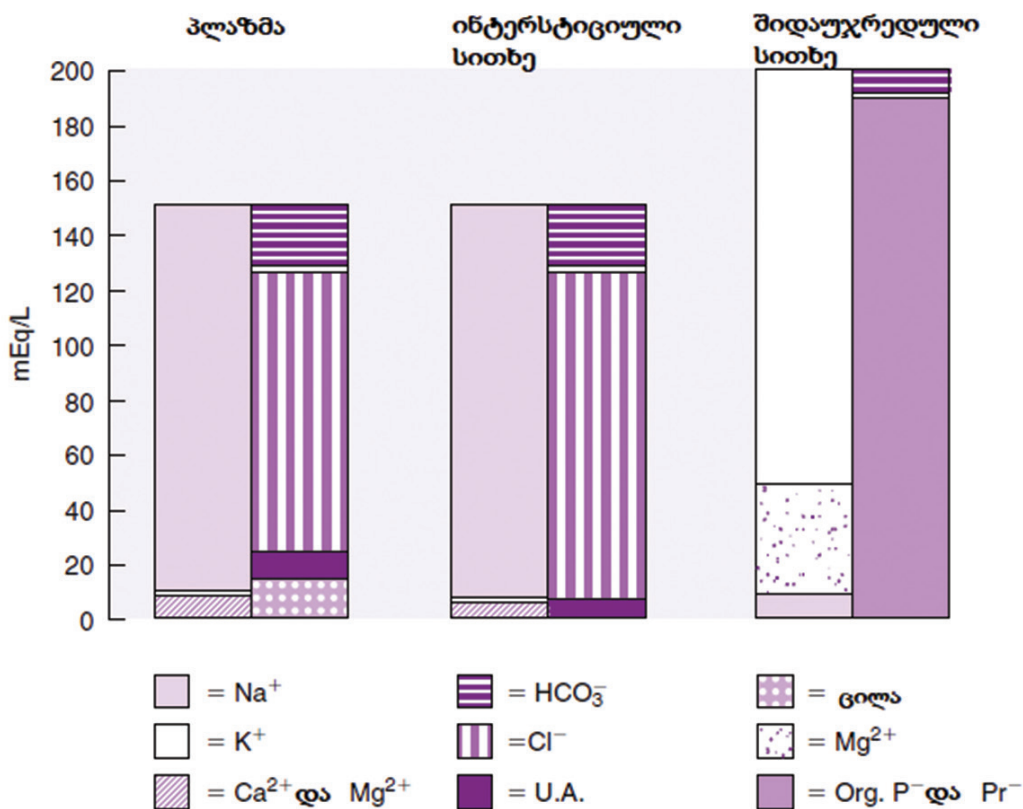 პლაზმა
ინტერსტიციული
სითხე
შიდაუჯრედული
სითხე
200
180
160
140
120
100
80
60
40
20
0
mEq/L
= Na⁺
= HCO₃⁻
= ცილა
= K⁺
=Cl⁻
= Mg²⁺
= Ca²⁺და Mg²⁺
= U.A.
= Org. P⁻და Pr⁻